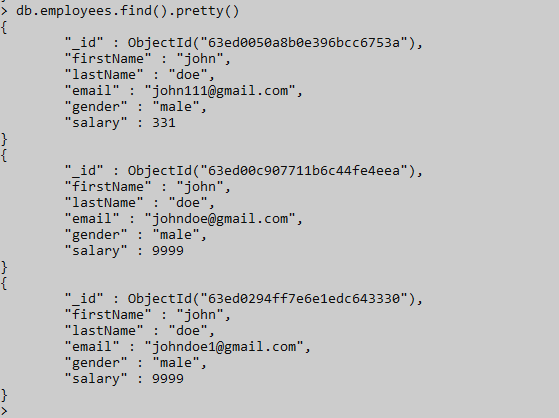 > db.employees.find().pretty()
{
"_id" : ObjectId("63ed0050a8b0e396bcc6753a"),
"firstName" : "john",
"lastName" : "doe",
"email" : "john111@gmail.com",
"gender" : "male",
"salary" : 331
}
{
"_id" : ObjectId("63ed00c907711b6c44fe4eea"),
"firstName" : "john",
"lastName" : "doe",
"email" : "johndoe@gmail.com",
"gender" : "male",
"salary" : 9999
}
{
"_id" : ObjectId("63ed0294ff7e6e1edc643330"),
"firstName" : "john",
"lastName" : "doe",
"email" : "johndoe1@gmail.com",
"gender" : "male",
"salary" : 9999
}
>